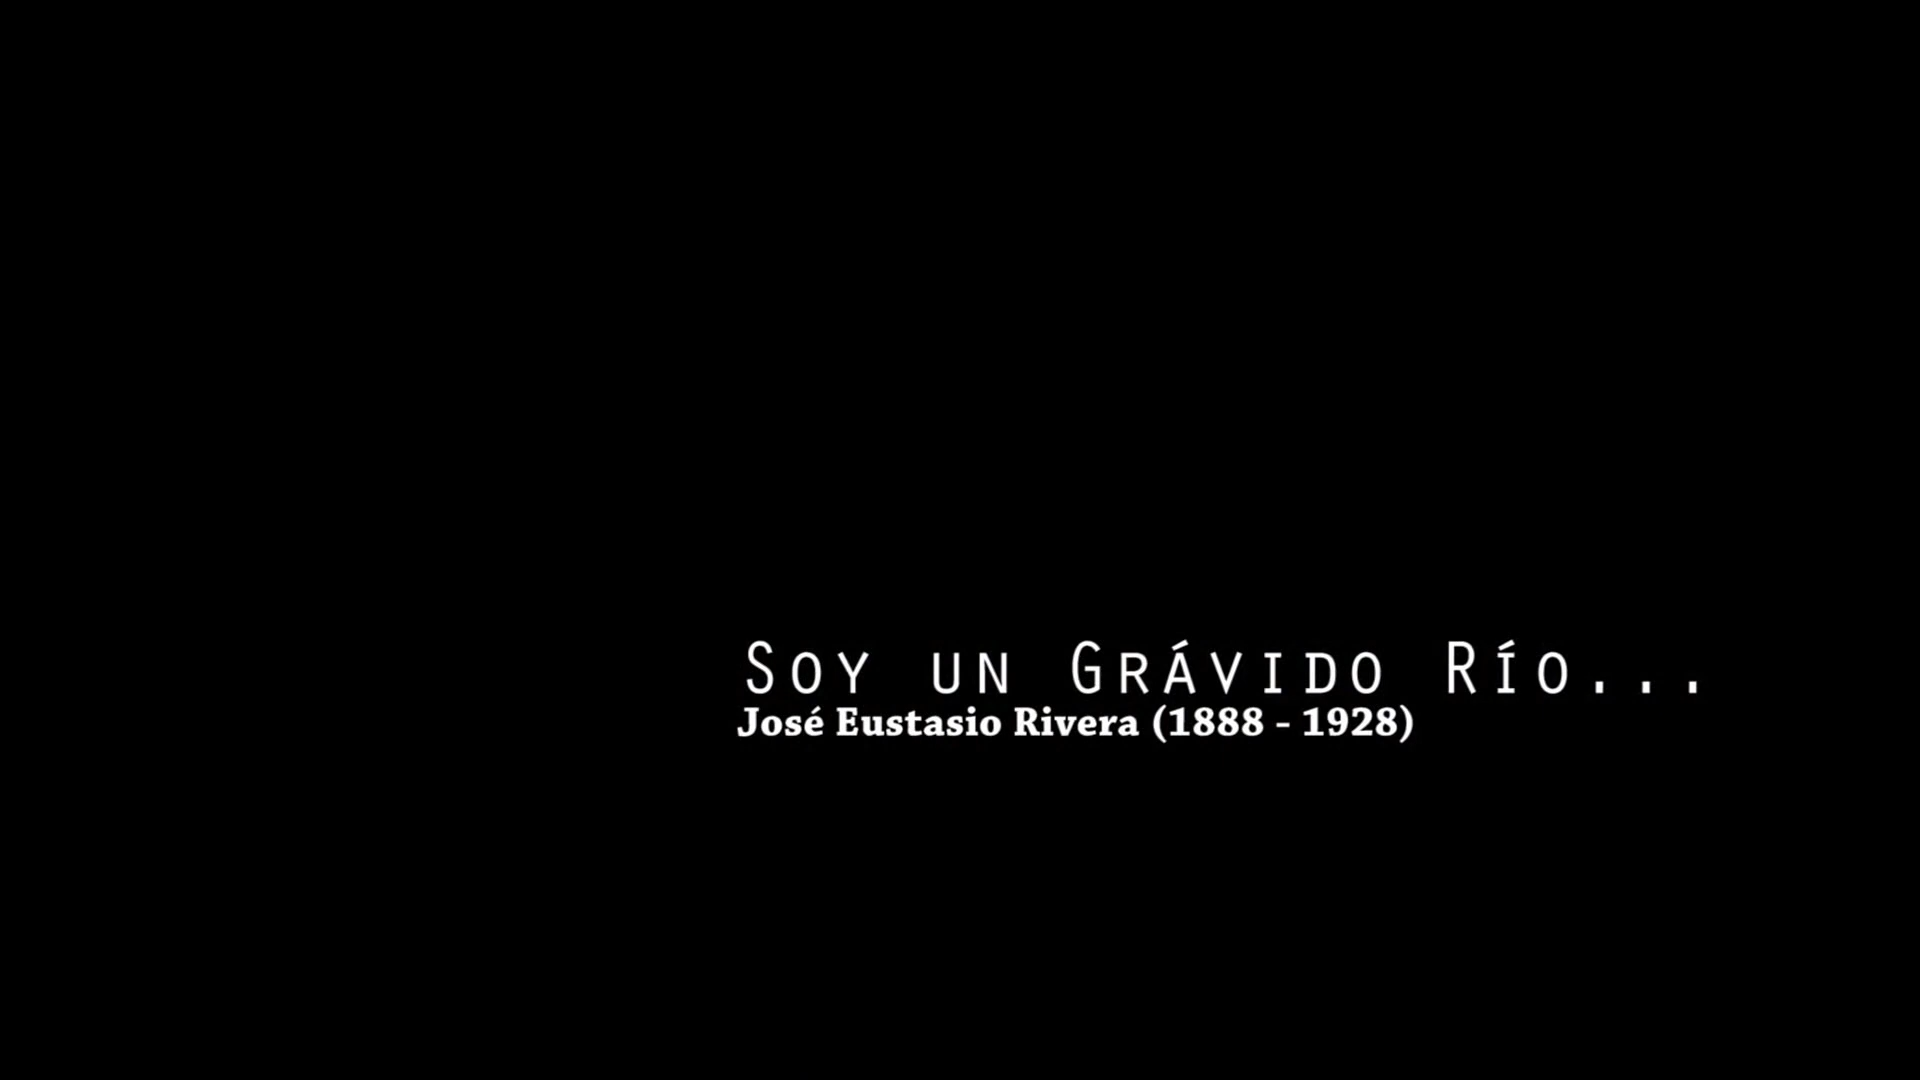 Soy un Grávido Río...
José Eustasio Rivera (1888 - 1928)